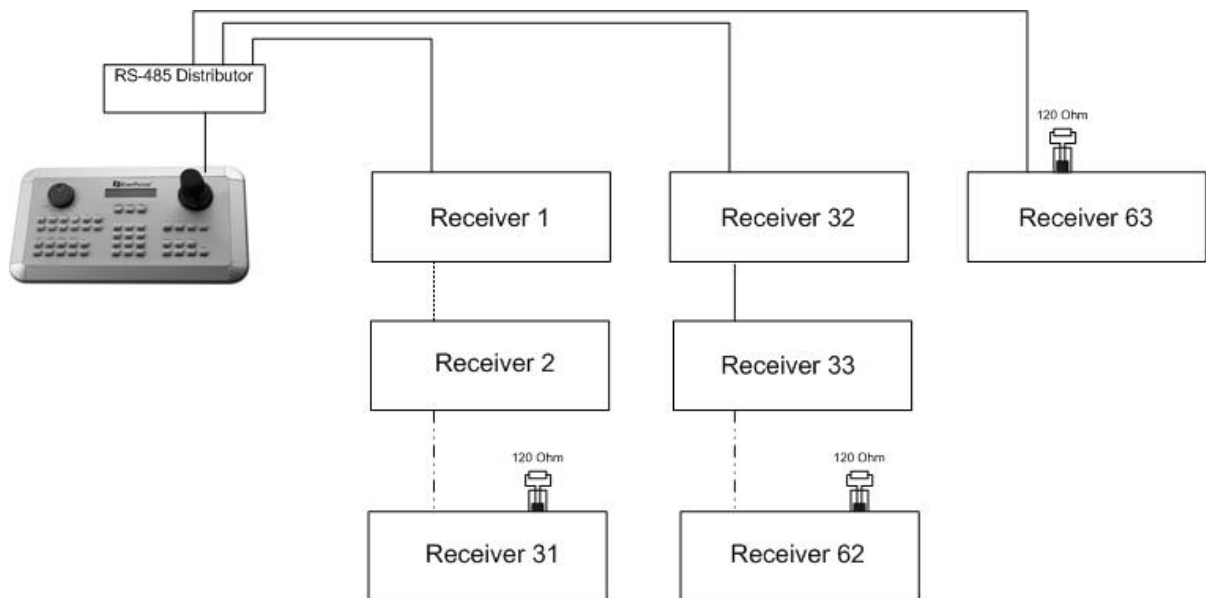 RS-485 Distributor
120 Ohm
EverFocus
Receiver 1
Receiver 32
Receiver 63
Receiver 2
Receiver 33
120 Ohm
120 Ohm
Receiver 31
Receiver 62